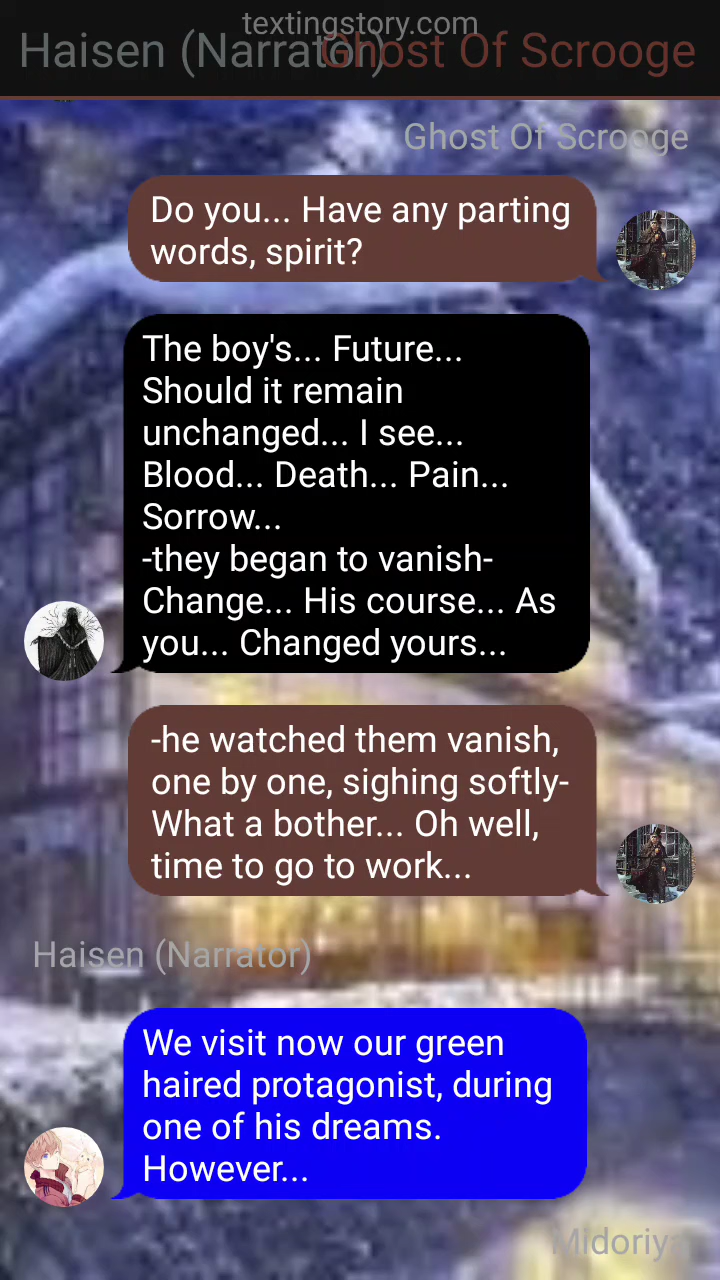 textingstory.com
Haisen (Narrator)
Ghost Of Scrooge
Ghost Of Scrooge
Do you... Have any parting
words, spirit?
The boy's... Future...
Should it remain
unchanged... I see...
Blood... Death... Pain...
Sorrow...
-they began to vanish-
Change... His course... As
you... Changed yours...
-he watched them vanish,
one by one, sighing softly-
What a bother... Oh well,
time to go to work...
Haisen (Narrator)
We visit now our green
haired protagonist, during
one of his dreams.
However...
Midoriya